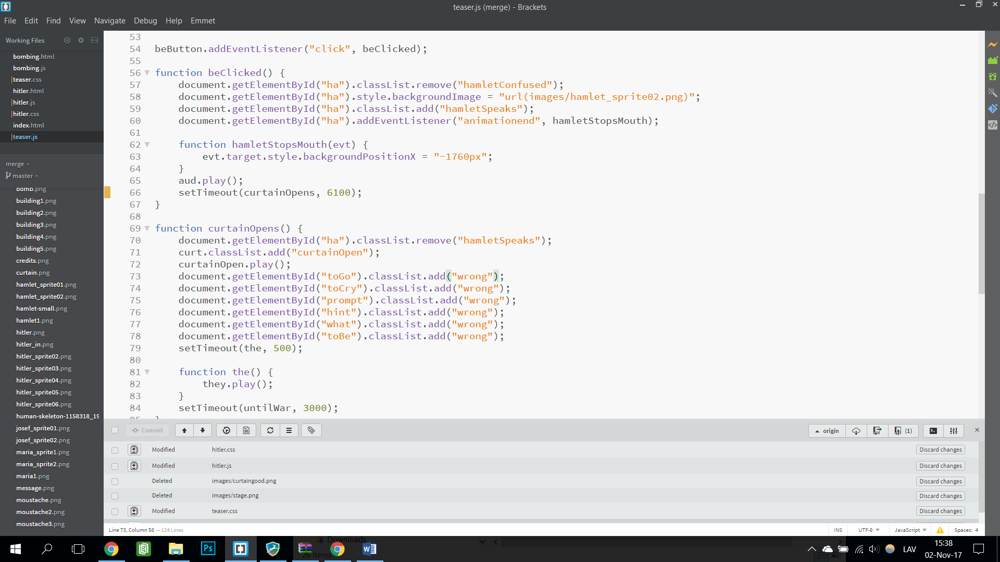 teaser.js (merge) - Brackets
File Edit Find View Navigate Debug Help Emmet
Working Files
bombing.html
bombing.js
teaser.css
hitler.html
hitler.js
hitler.css
index.html
teaser.js
merge
master
bomb.png
building1.png
building2.png
building3.png
building4.png
building5.png
credits.png
curtain.png
hamlet_sprite01.png
hamlet_sprite02.png
hamlet-small.png
hamlet1.png
hitler.png
hitler_in.png
hitler_sprite02.png
hitler_sprite03.png
hitler_sprite04.png
hitler_sprite05.png
hitler_sprite06.png
human-skeleton-1158318_19
josef_sprite01.png
josef_sprite02.png
maria_sprite1.png
maria_sprite2.png
maria1.png
message.png
moustache.png
moustache2.png
moustache3.png
53
54 beButton.addEventListener("click", beClicked);
55
56 function beClicked() {
57 document.getElementById("ha").classList.remove("hamletConfused");
58 document.getElementById("ha").style.backgroundImage = "url(images/hamlet_sprite02.png)";
59 document.getElementById("ha").classList.add("hamletSpeaks");
60 document.getElementById("ha").addEventListener("animationend", hamletStopsMouth);
61
62 function hamletStopsMouth(evt) {
63 evt.target.style.backgroundPositionX = "-1760px";
64 }
65 aud.play();
66 setTimeout(curtainOpens, 6100);
67 }
68
69 function curtainOpens() {
70 document.getElementById("ha").classList.remove("hamletSpeaks");
71 curt.classList.add("curtainOpen");
72 curtainOpen.play();
73 document.getElementById("toGo").classList.add("wrong");
74 document.getElementById("toCry").classList.add("wrong");
75 document.getElementById("prompt").classList.add("wrong");
76 document.getElementById("hint").classList.add("wrong");
77 document.getElementById("what").classList.add("wrong");
78 document.getElementById("toBe").classList.add("wrong");
79 setTimeout(the, 500);
80
81 function the() {
82 they.play();
83 }
84 setTimeout(untilWar, 3000);
85 }
Commit origin (1)
Modified hitler.css Discard changes
Modified hitler.js Discard changes
Deleted images/curtaingood.png Discard changes
Deleted images/stage.png Discard changes
Modified teaser.css Discard changes
Line 73, Column 58 — 124 Lines INS UTF-8 JavaScript Spaces: 4
Downloads
26 items
Ps
LAV
15:38
02-Nov-17